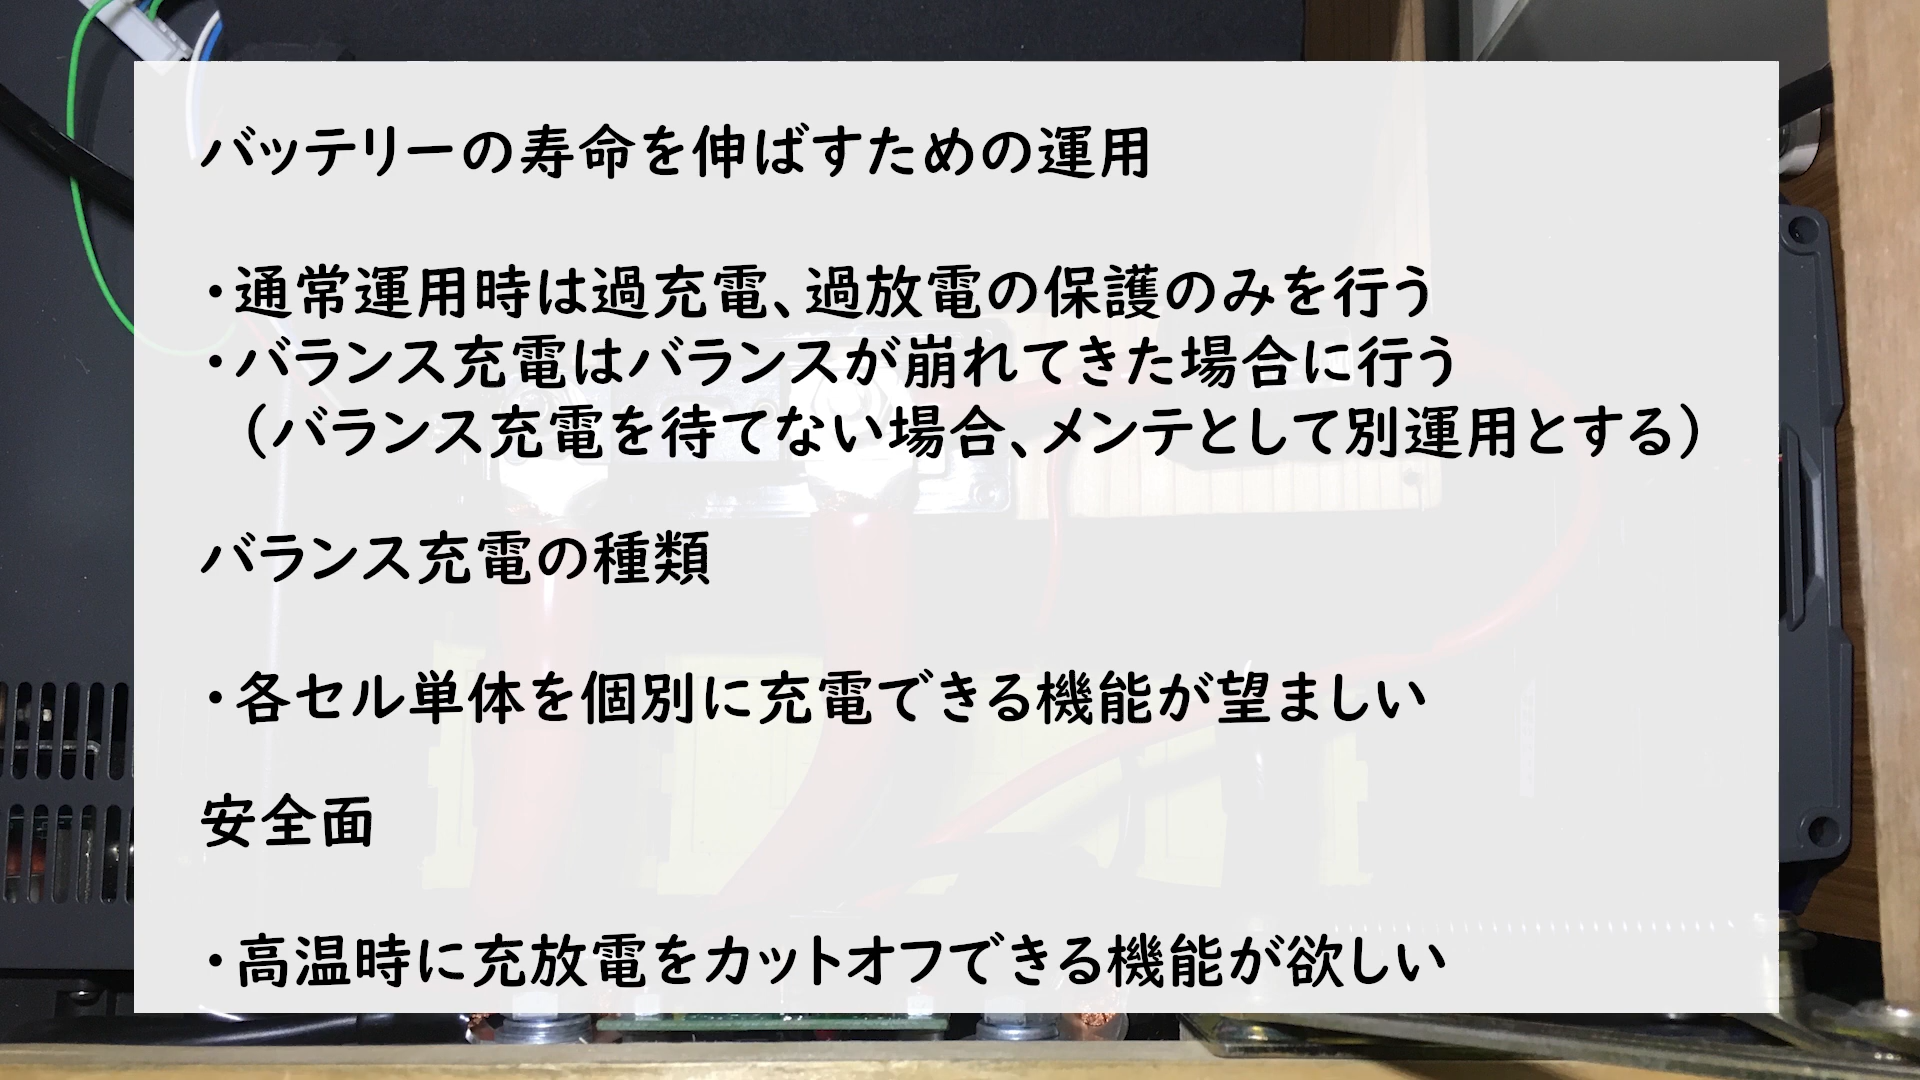 バッテリーの寿命を伸ばすための運用
・通常運用時は過充電、過放電の保護のみを行う
・バランス充電はバランスが崩れてきた場合に行う
（バランス充電を待てない場合、メンテとして別運用とする）
バランス充電の種類
・各セル単体を個別に充電できる機能が望ましい
安全面
・高温時に充放電をカットオフできる機能が欲しい